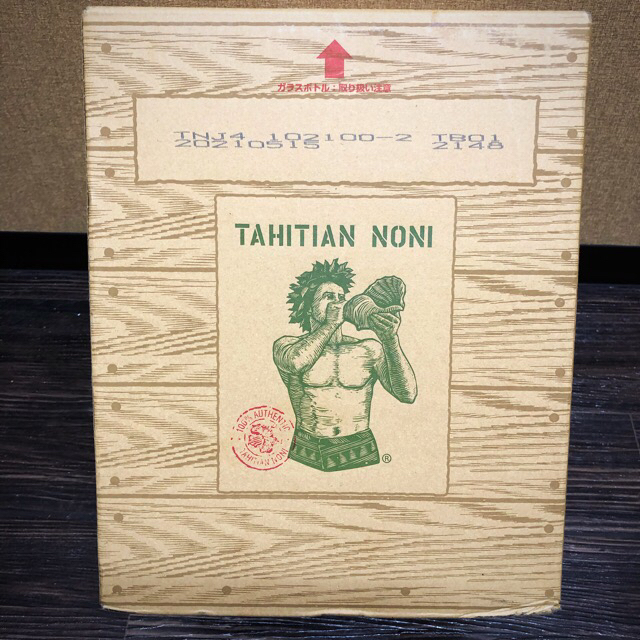 ガラスボトル：取り扱い注意
TNJ4 102100-2 TB01
20210515 2148
TAHITIAN NONI
100% AUTHENTIC
TAHITIAN NONI
®